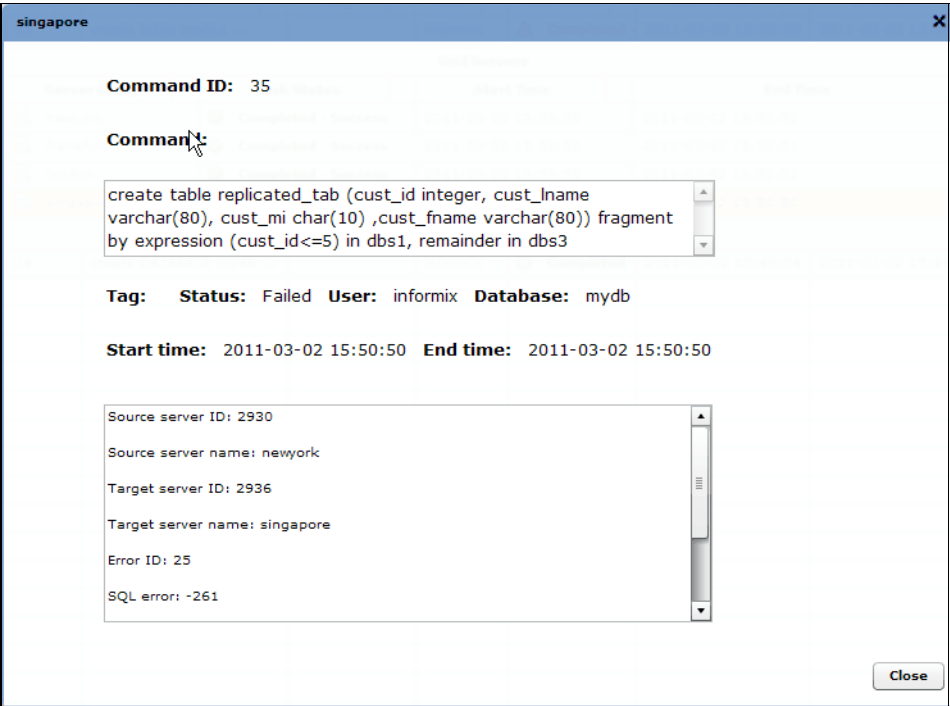 singapore
Command ID: 35
Command:
create table replicated_tab (cust_id integer, cust_lname
varchar(80), cust_mi char(10) ,cust_fname varchar(80)) fragment
by expression (cust_id<=5) in dbs1, remainder in dbs3
Tag: Status: Failed User: informix Database: mydb
Start time: 2011-03-02 15:50:50 End time: 2011-03-02 15:50:50
Source server ID: 2930
Source server name: newyork
Target server ID: 2936
Target server name: singapore
Error ID: 25
SQL error: -261
Close